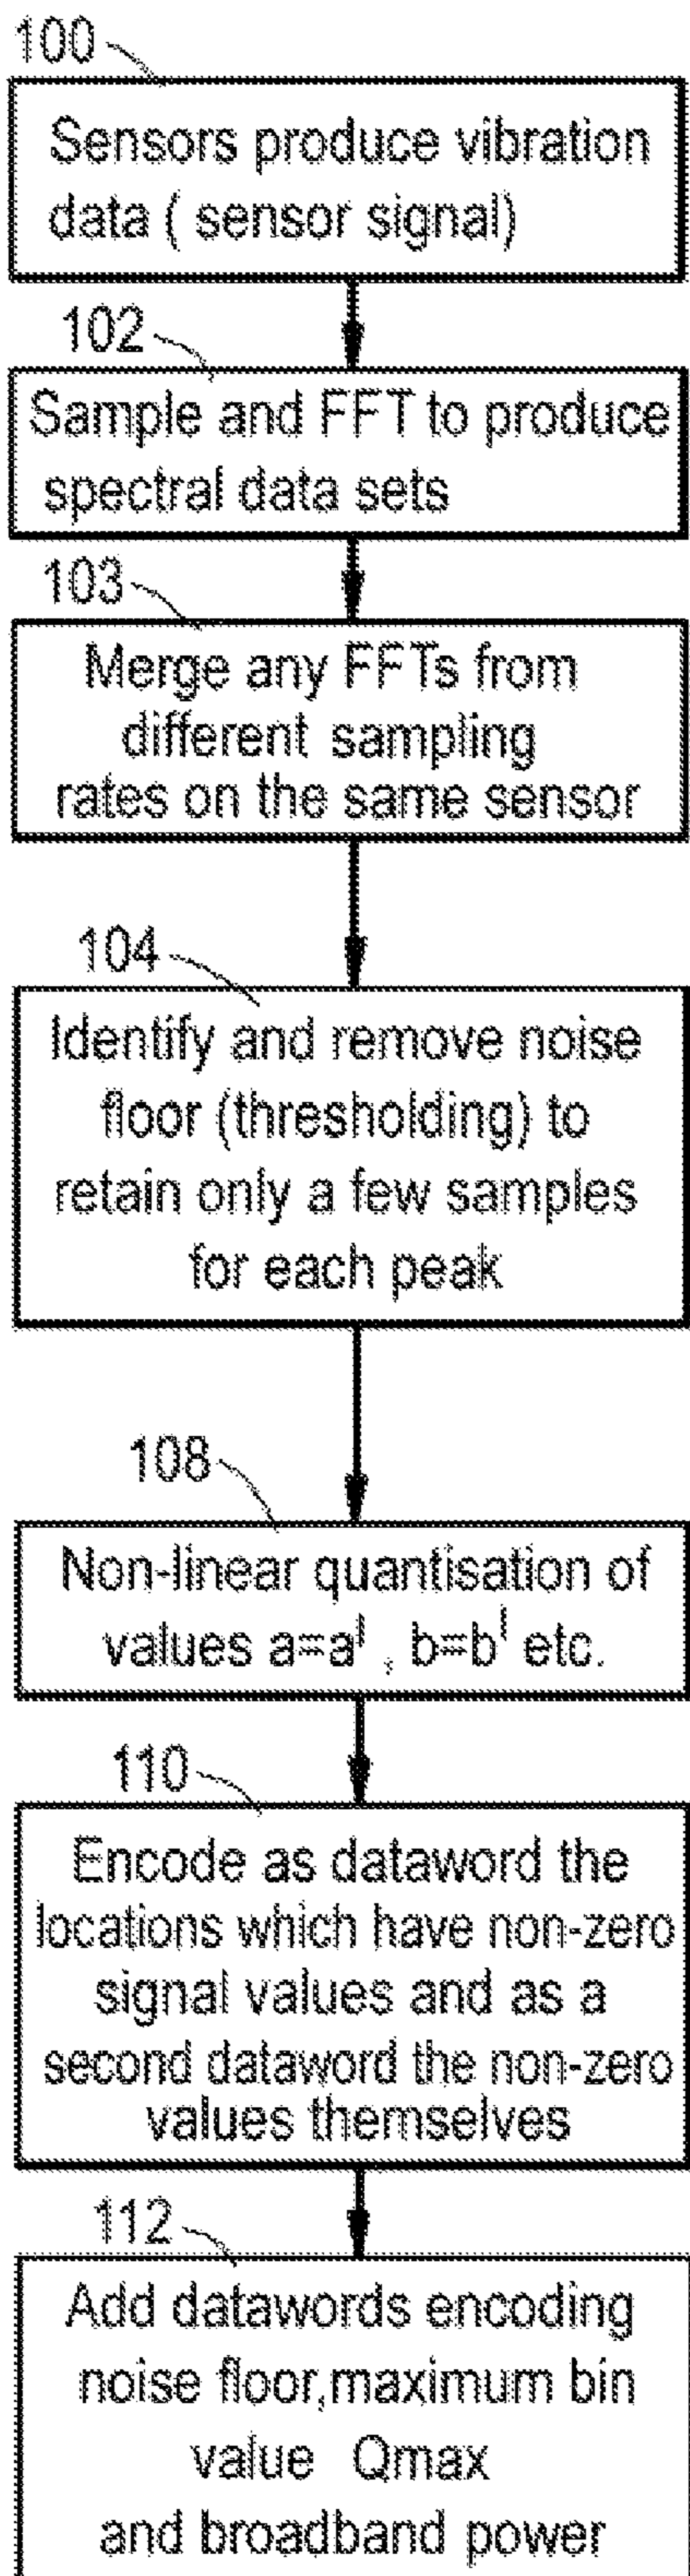 100
Sensors produce vibration
data ( sensor signal)
102
Sample and FFT to produce
spectral data sets
103
Merge any FFTs from
different sampling
rates on the same sensor
104
Identify and remove noise
floor (thresholding) to
retain only a few samples
for each peak
108
Non-linear quantisation of
values a=a', b=b' etc.
110
Encode as dataword the
locations which have non-zero
signal values and as a
second dataword the non-zero
values themselves
112
Add datawords encoding
noise floor,maximum bin
value Qmax
and broadband power